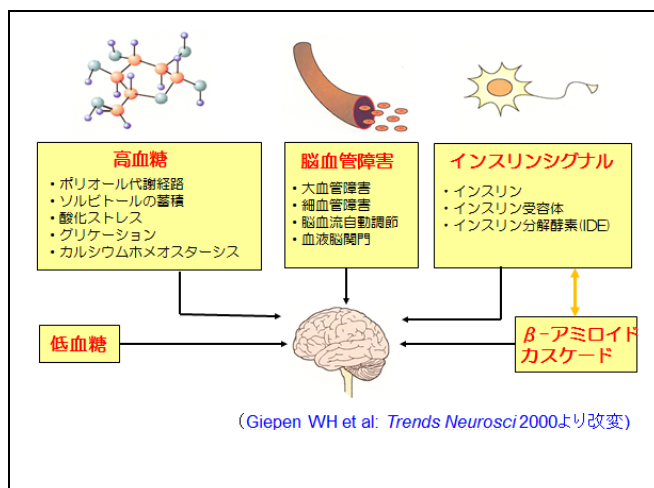 高血糖
・ポリオール代謝経路
・ソルビトールの蓄積
・酸化ストレス
・グリケーション
・カルシウムホメオスターシス
脳血管障害
・大血管障害
・細血管障害
・脳血流自動調節
・血液脳関門
インスリンシグナル
・インスリン
・インスリン受容体
・インスリン分解酵素(IDE)
低血糖
β-アミロイド
カスケード
(Giepen WH et al: Trends Neurosci 2000より改変)